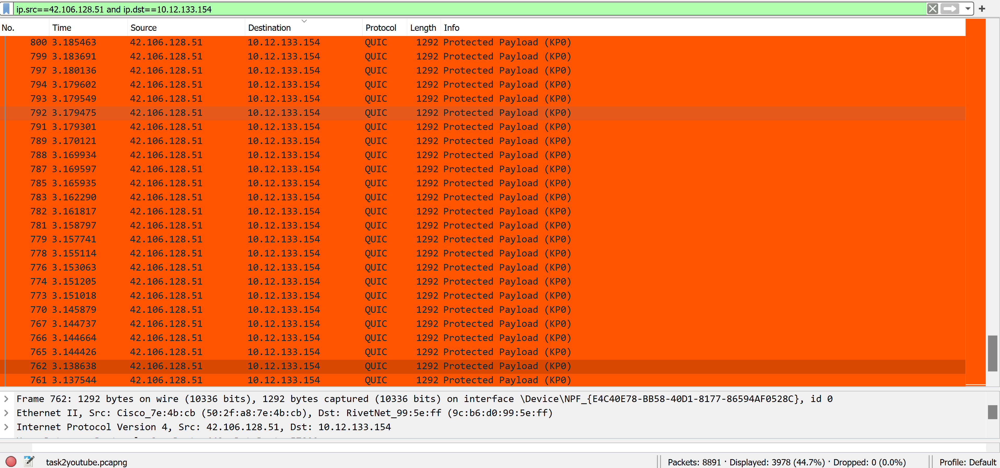 ip.src==42.106.128.51 and ip.dst==10.12.133.154
No. Time Source Destination Protocol Length Info
800 3.185463 42.106.128.51 10.12.133.154 QUIC 1292 Protected Payload (KP0)
799 3.183691 42.106.128.51 10.12.133.154 QUIC 1292 Protected Payload (KP0)
797 3.180136 42.106.128.51 10.12.133.154 QUIC 1292 Protected Payload (KP0)
794 3.179602 42.106.128.51 10.12.133.154 QUIC 1292 Protected Payload (KP0)
793 3.179549 42.106.128.51 10.12.133.154 QUIC 1292 Protected Payload (KP0)
792 3.179475 42.106.128.51 10.12.133.154 QUIC 1292 Protected Payload (KP0)
791 3.179301 42.106.128.51 10.12.133.154 QUIC 1292 Protected Payload (KP0)
789 3.170121 42.106.128.51 10.12.133.154 QUIC 1292 Protected Payload (KP0)
788 3.169934 42.106.128.51 10.12.133.154 QUIC 1292 Protected Payload (KP0)
787 3.169597 42.106.128.51 10.12.133.154 QUIC 1292 Protected Payload (KP0)
785 3.165935 42.106.128.51 10.12.133.154 QUIC 1292 Protected Payload (KP0)
783 3.162290 42.106.128.51 10.12.133.154 QUIC 1292 Protected Payload (KP0)
782 3.161817 42.106.128.51 10.12.133.154 QUIC 1292 Protected Payload (KP0)
781 3.158797 42.106.128.51 10.12.133.154 QUIC 1292 Protected Payload (KP0)
779 3.157741 42.106.128.51 10.12.133.154 QUIC 1292 Protected Payload (KP0)
778 3.155114 42.106.128.51 10.12.133.154 QUIC 1292 Protected Payload (KP0)
776 3.153063 42.106.128.51 10.12.133.154 QUIC 1292 Protected Payload (KP0)
774 3.151205 42.106.128.51 10.12.133.154 QUIC 1292 Protected Payload (KP0)
773 3.151018 42.106.128.51 10.12.133.154 QUIC 1292 Protected Payload (KP0)
770 3.145879 42.106.128.51 10.12.133.154 QUIC 1292 Protected Payload (KP0)
767 3.144737 42.106.128.51 10.12.133.154 QUIC 1292 Protected Payload (KP0)
766 3.144664 42.106.128.51 10.12.133.154 QUIC 1292 Protected Payload (KP0)
765 3.144426 42.106.128.51 10.12.133.154 QUIC 1292 Protected Payload (KP0)
762 3.138638 42.106.128.51 10.12.133.154 QUIC 1292 Protected Payload (KP0)
761 3.137544 42.106.128.51 10.12.133.154 QUIC 1292 Protected Payload (KP0)
Frame 762: 1292 bytes on wire (10336 bits), 1292 bytes captured (10336 bits) on interface \Device\NPF_{E4C40E78-BB58-40D1-8177-86594AF0528C}, id 0
Ethernet II, Src: Cisco_7e:4b:cb (50:2f:a8:7e:4b:cb), Dst: RivetNet_99:5e:ff (9c:b6:d0:99:5e:ff)
Internet Protocol Version 4, Src: 42.106.128.51, Dst: 10.12.133.154
task2youtube.pcapng Packets: 8891 · Displayed: 3978 (44.7%) · Dropped: 0 (0.0%) Profile: Default